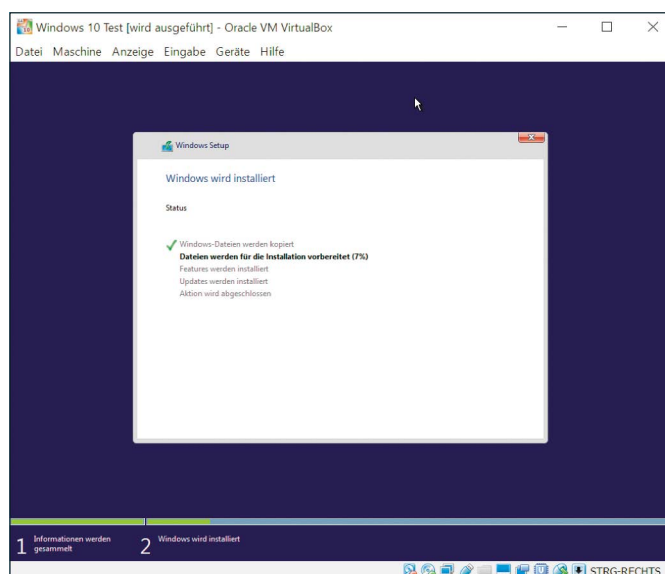 Windows 10 Test [wird ausgeführt] - Oracle VM VirtualBox
Datei Maschine Anzeige Eingabe Geräte Hilfe
Windows Setup
Windows wird installiert
Status
Windows-Dateien werden kopiert
Dateien werden für die Installation vorbereitet (7%)
Features werden installiert
Updates werden installiert
Aktion wird abgeschlossen
1 Informationen werden
gesammelt
2 Windows wird installiert
STRG-RECHTS